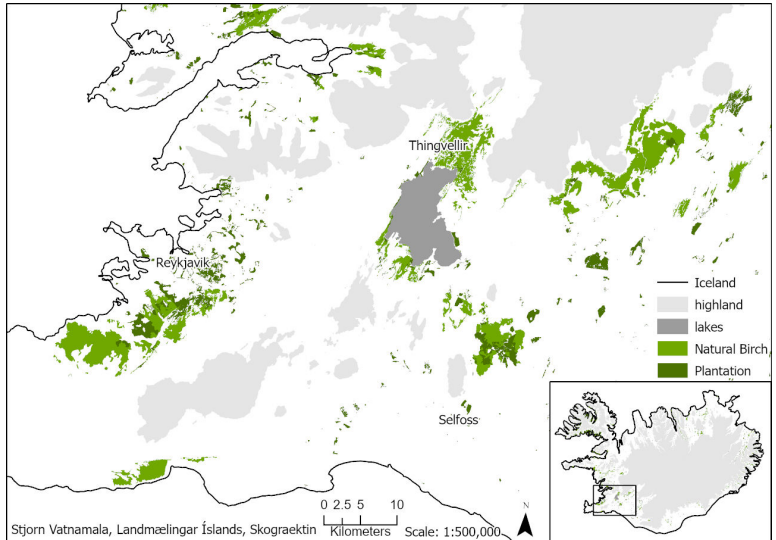 Thingvellir
Reykjavik
Iceland
highland
lakes
Natural Birch
Plantation
Selfoss
0 2.5 5 10
Kilometers
Scale: 1:500,000
N
Stjorn Vatnamala, Landmælingar Íslands, Skograektin